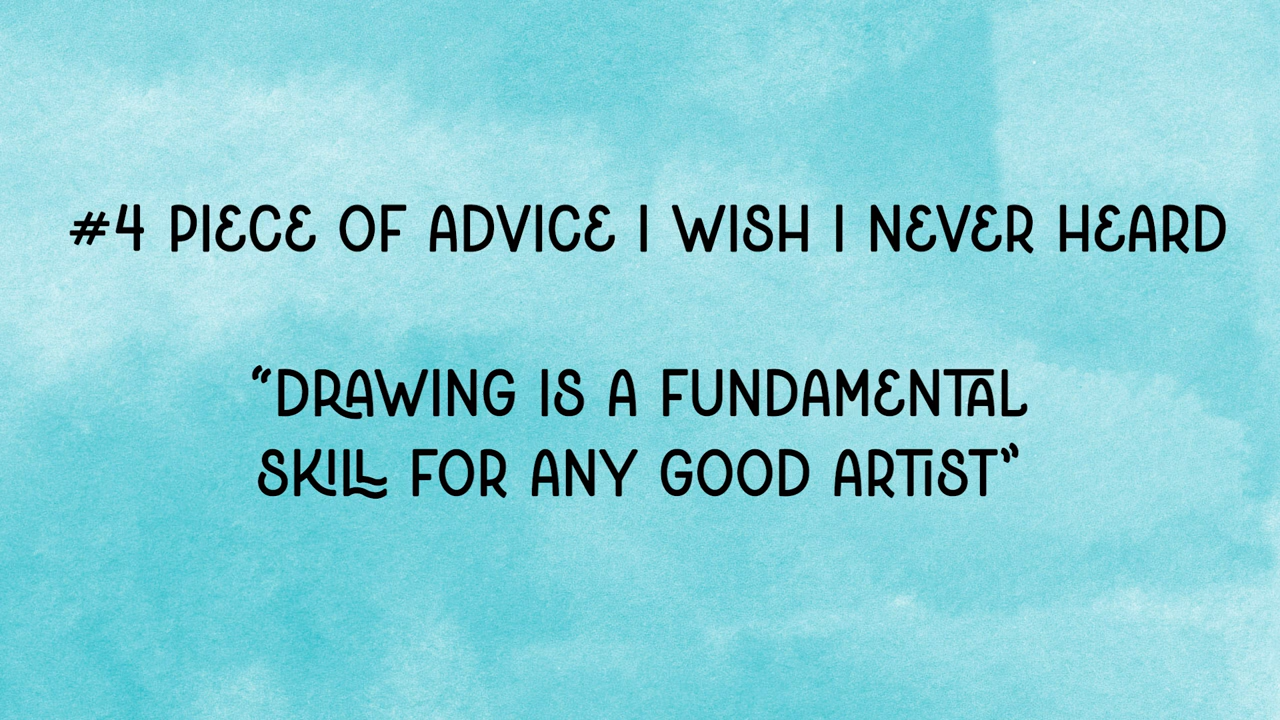 #4 PIECE OF ADVICE I WISH I NEVER HEARD
“DRAWING IS A FUNDAMENTAL
SKILL FOR ANY GOOD ARTIST”